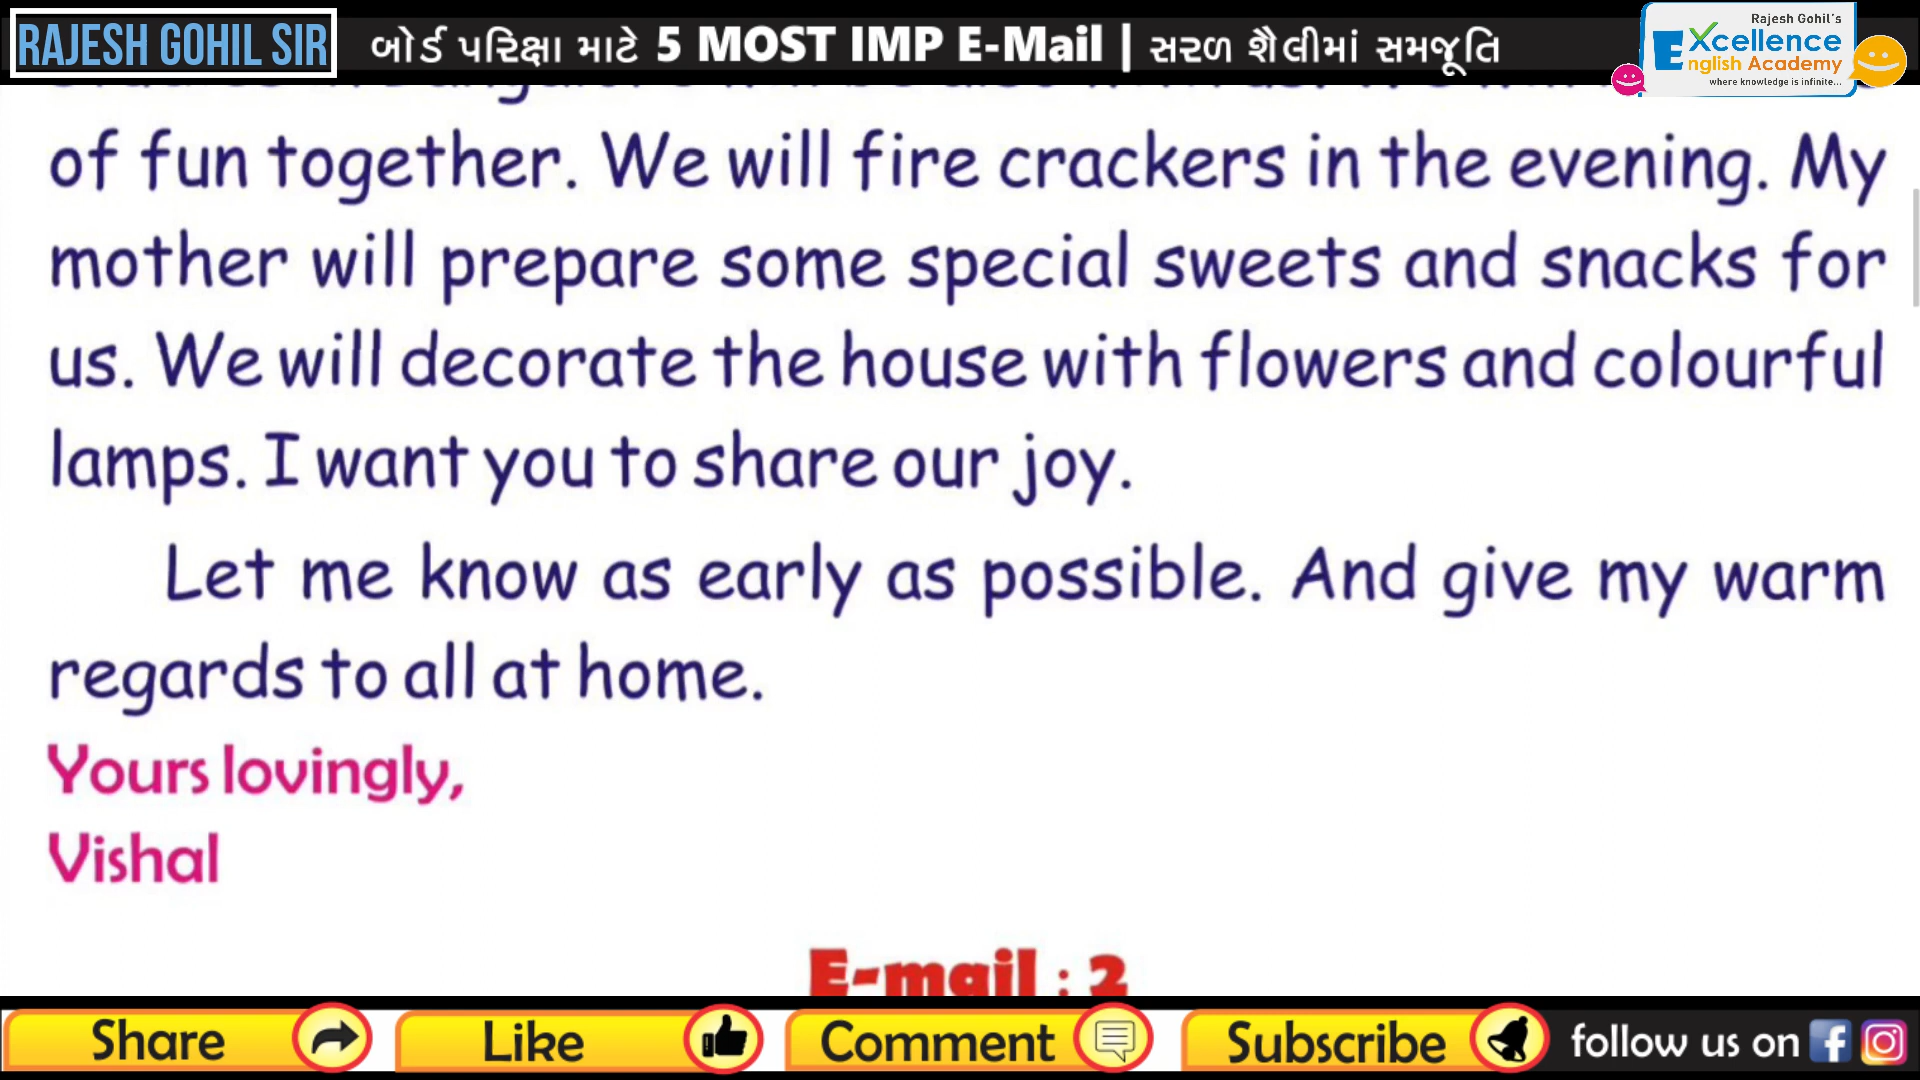 RAJESH GOHIL SIR
બોર્ડ પરિક્ષા માટે 5 MOST IMP E-Mail | સરળ શૈલીમાં સમજૂતિ
Rajesh Gohil's
Excellence
English Academy
where knowledge is infinite...
of fun together. We will fire crackers in the evening. My
mother will prepare some special sweets and snacks for
us. We will decorate the house with flowers and colourful
lamps. I want you to share our joy.
Let me know as early as possible. And give my warm
regards to all at home.
Yours lovingly,
Vishal
E-mail : 2
Share
Like
Comment
Subscribe
follow us on